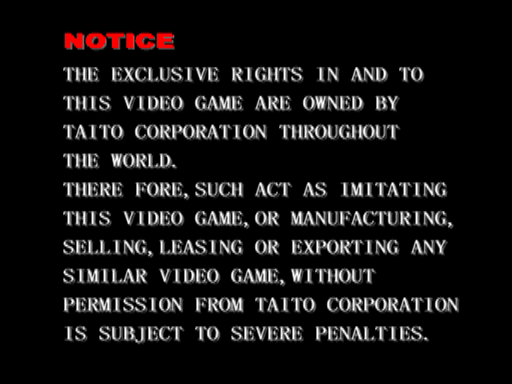 NOTICE
THE EXCLUSIVE RIGHTS IN AND TO
THIS VIDEO GAME ARE OWNED BY
TAITO CORPORATION THROUGHOUT
THE WORLD.
THERE FORE, SUCH ACT AS IMITATING
THIS VIDEO GAME, OR MANUFACTURING,
SELLING, LEASING OR EXPORTING ANY
SIMILAR VIDEO GAME, WITHOUT
PERMISSION FROM TAITO CORPORATION
IS SUBJECT TO SEVERE PENALTIES.